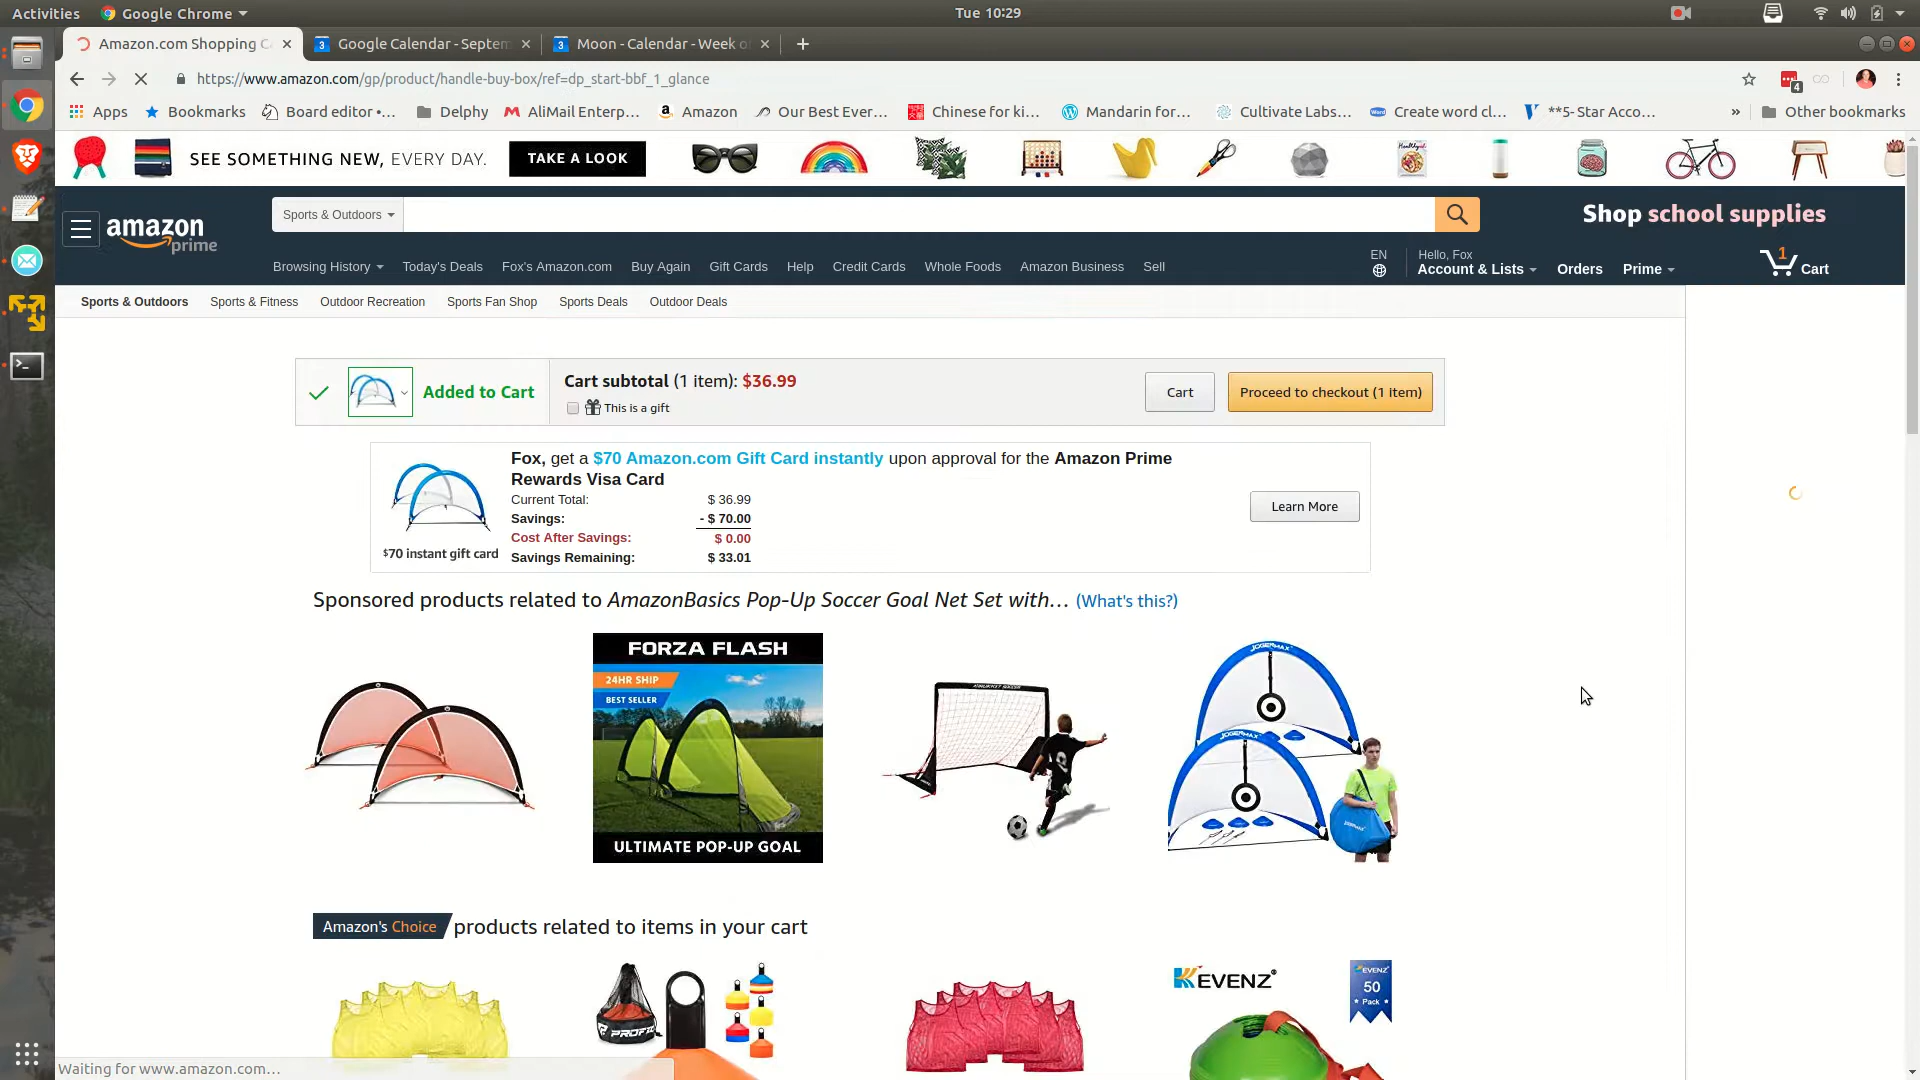 Activities
Google Chrome
Tue 10:29
Amazon.com Shopping C
Google Calendar - Septem
Moon - Calendar - Week o
https://www.amazon.com/gp/product/handle-buy-box/ref=dp_start-bbf_1_glance
4
Apps
Bookmarks
Board editor •...
Delphy
AliMail Enterp...
Amazon
Our Best Ever...
Chinese for ki...
Mandarin for...
Cultivate Labs...
Create word cl...
**5- Star Acco...
»
Other bookmarks
SEE SOMETHING NEW, EVERY DAY.
TAKE A LOOK
amazon
prime
Sports & Outdoors
Shop school supplies
Browsing History
Today's Deals
Fox's Amazon.com
Buy Again
Gift Cards
Help
Credit Cards
Whole Foods
Amazon Business
Sell
EN
Hello, Fox
Account & Lists
Orders
Prime
1
Cart
Sports & Outdoors
Sports & Fitness
Outdoor Recreation
Sports Fan Shop
Sports Deals
Outdoor Deals
Added to Cart
Cart subtotal (1 item): $36.99
This is a gift
Cart
Proceed to checkout (1 item)
Fox, get a $70 Amazon.com Gift Card instantly upon approval for the Amazon Prime
Rewards Visa Card
Current Total: $ 36.99
Savings: - $ 70.00
Cost After Savings: $ 0.00
Savings Remaining: $ 33.01
$70 instant gift card
Learn More
Sponsored products related to AmazonBasics Pop-Up Soccer Goal Net Set with… (What's this?)
FORZA FLASH
24HR SHIP
BEST SELLER
ULTIMATE POP-UP GOAL
JOGERMAX
JOGERMAX
Amazon's Choice products related to items in your cart
KEVENZ®
KEVENZ
50
Pack
Waiting for www.amazon.com...